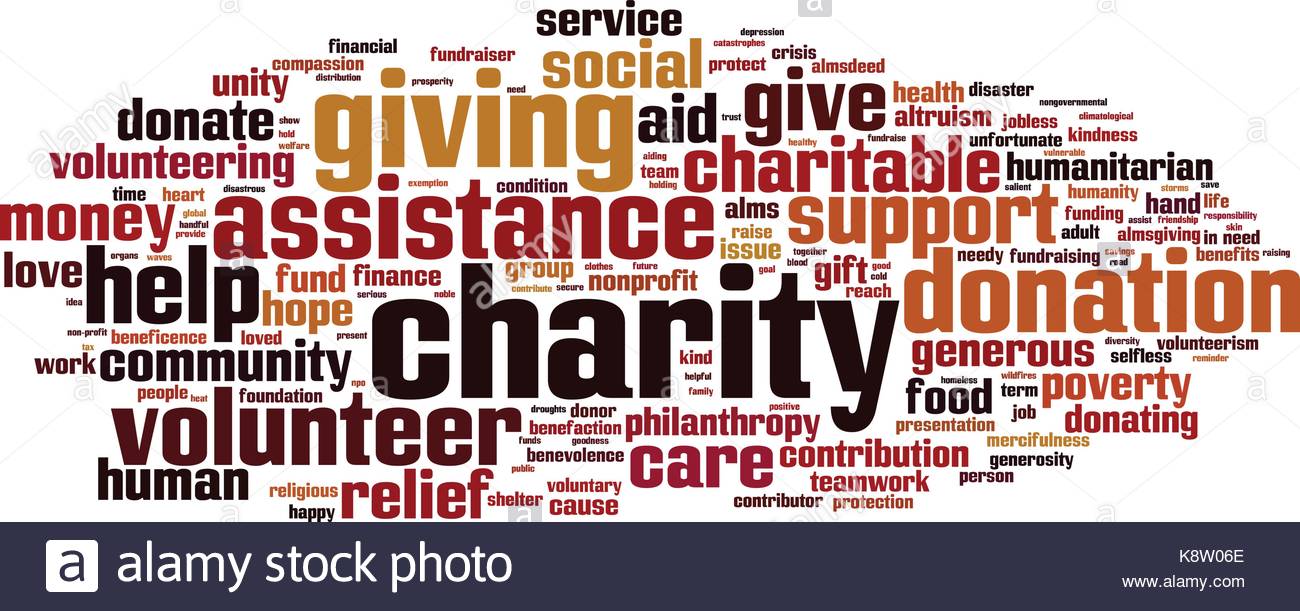 service
depression
financial
fundraiser
social
catastrophes
crisis
compassion
distribution
prosperity
need
protect
almsdeed
unity
giving
aid
give
health
disaster
nongovernmental
donate
show
hold
welfare
trust
altruism
jobless
climatological
fundraise
unfortunate
kindness
volunteering
aiding
team
holding
healthy
charitable
vulnerable
humanitarian
time
heart
disastrous
exemption
condition
salient
humanity
storms
save
money
global
handful
provide
assistance
alms
raise
issue
support
funding
adult
hand
life
assist
friendship
responsibility
skin
almsgiving
in need
love
organs
waves
help
fund
finance
group
clothes
future
nonprofit
goal
together
blood
gift
good
cold
reach
needy
fundraising
savings
road
benefits
raising
idea
hope
serious
noble
contribute
secure
charity
donation
non-profit
tax
beneficence
loved
present
work
community
kind
helpful
family
generous
diversity
selfless
volunteerism
reminder
people
heat
foundation
npo
food
homeless
wildfires
term
job
poverty
donating
volunteer
droughts
donor
benefaction
funds
goodness
benevolence
public
philanthropy
positive
presentation
mercifulness
generosity
person
human
religious
happy
relief
shelter
voluntary
cause
care
contribution
teamwork
contributor
protection
alamy
a alamy stock photo
K8W06E
www.alamy.com